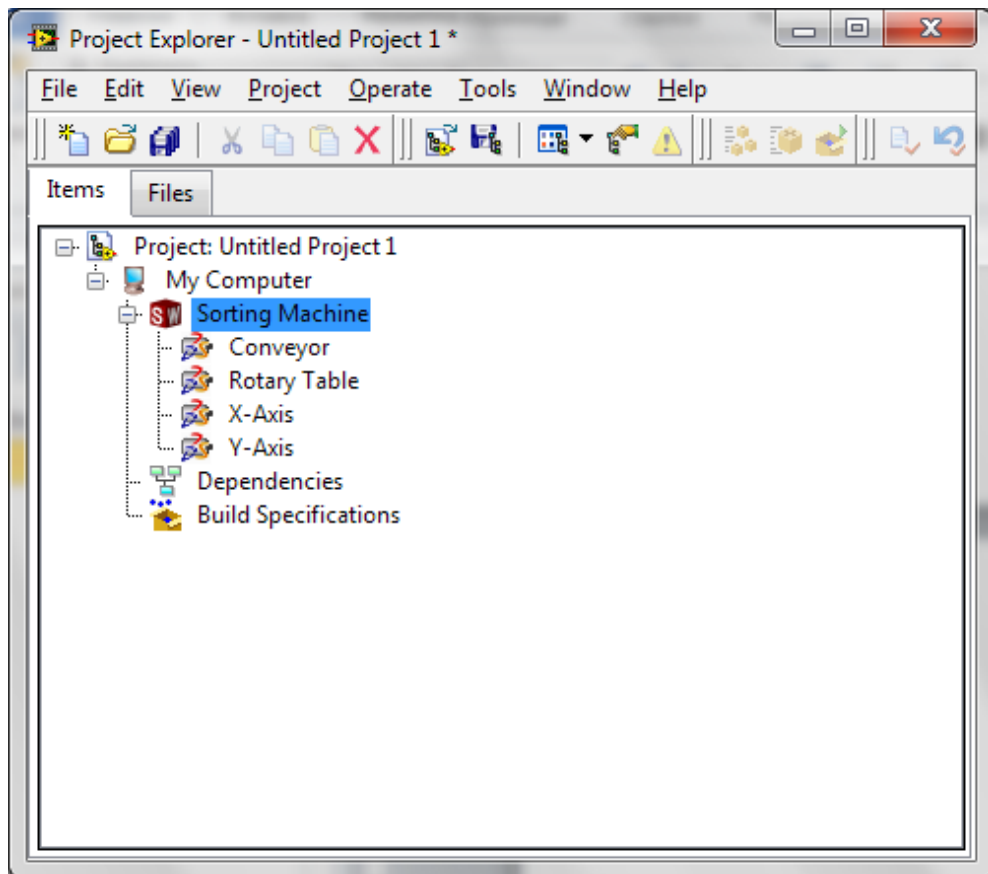 Project Explorer - Untitled Project 1 *
File Edit View Project Operate Tools Window Help
Items Files
Project: Untitled Project 1
My Computer
SW Sorting Machine
Conveyor
Rotary Table
X-Axis
Y-Axis
Dependencies
Build Specifications